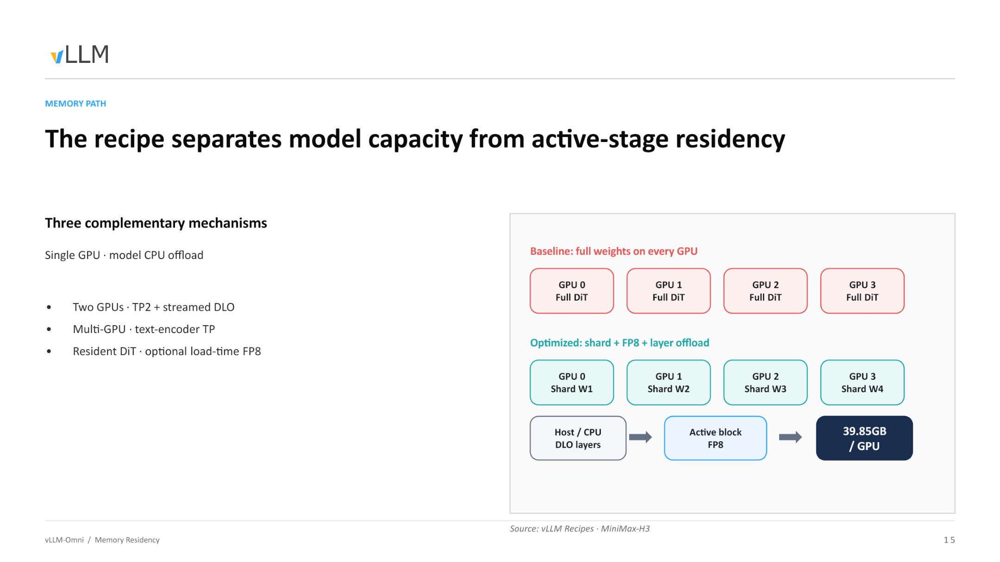 vLLM
MEMORY PATH
The recipe separates model capacity from active-stage residency
Three complementary mechanisms
Single GPU · model CPU offload
• Two GPUs · TP2 + streamed DLO
• Multi-GPU · text-encoder TP
• Resident DiT · optional load-time FP8
Baseline: full weights on every GPU
GPU 0
Full DiT
GPU 1
Full DiT
GPU 2
Full DiT
GPU 3
Full DiT
Optimized: shard + FP8 + layer offload
GPU 0
Shard W1
GPU 1
Shard W2
GPU 2
Shard W3
GPU 3
Shard W4
Host / CPU
DLO layers
Active block
FP8
39.85GB
/ GPU
Source: vLLM Recipes · MiniMax-H3
vLLM-Omni / Memory Residency
15